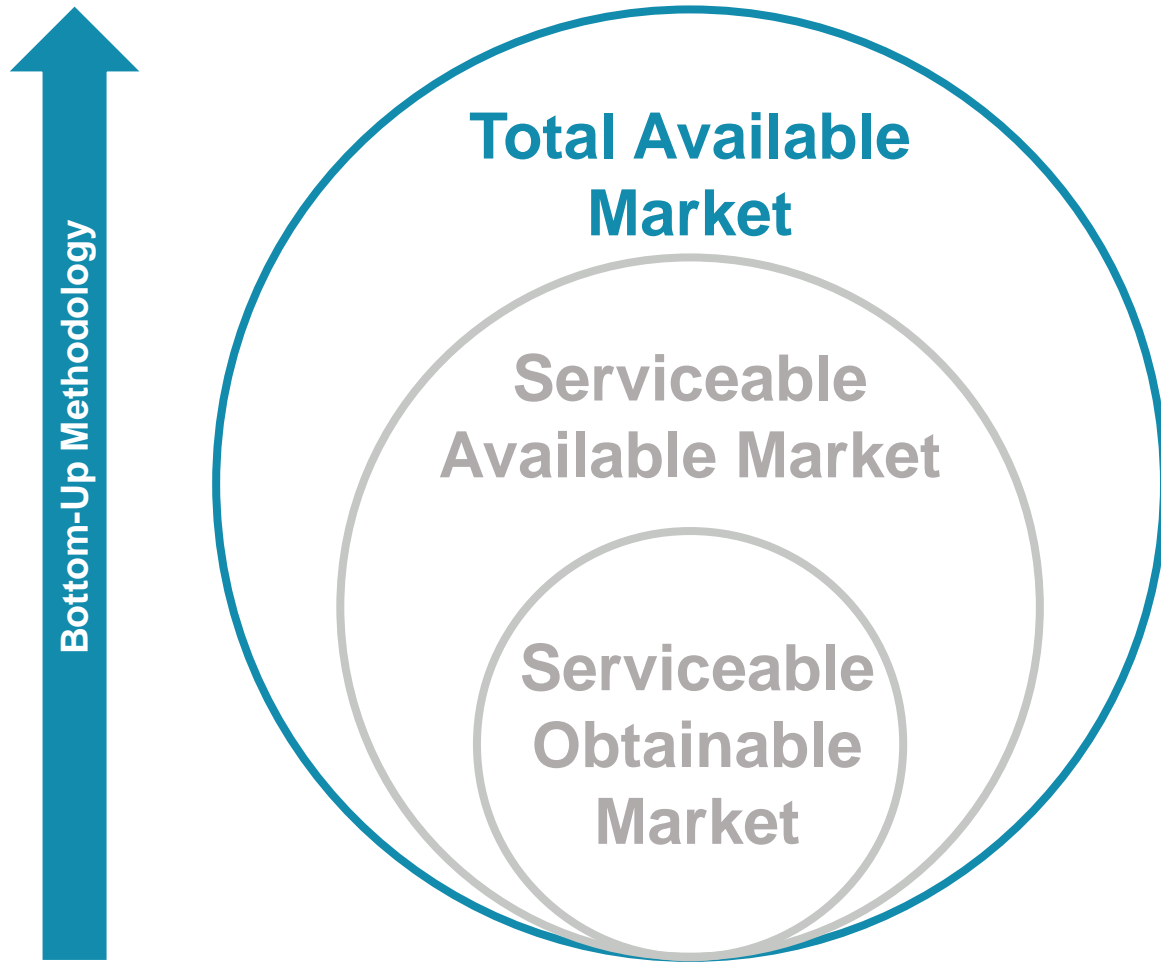 Bottom-Up Methodology
Total Available
Market
Serviceable
Available Market
Serviceable
Obtainable
Market